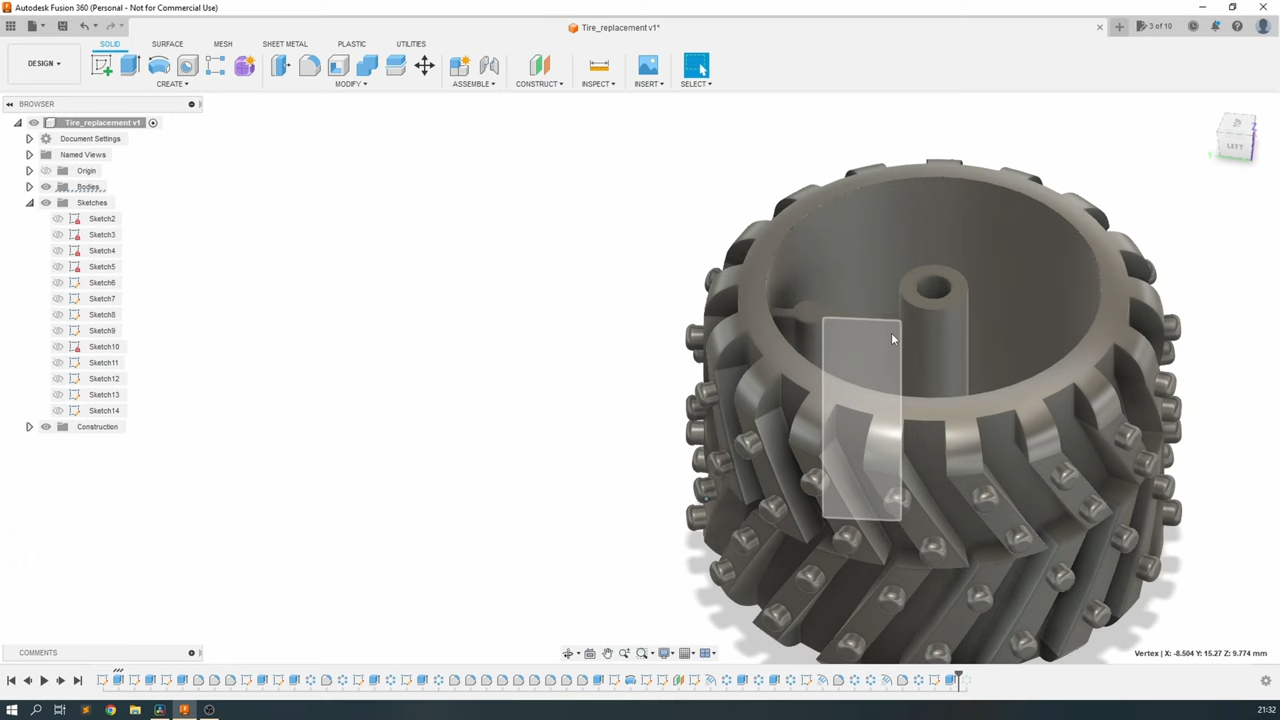 Autodesk Fusion 360 (Personal - Not for Commercial Use)
Tire_replacement v1*
3 of 10
DESIGN
SOLID
SURFACE
MESH
SHEET METAL
PLASTIC
UTILITIES
CREATE
MODIFY
ASSEMBLE
CONSTRUCT
INSPECT
INSERT
SELECT
BROWSER
Tire_replacement v1
Document Settings
Named Views
Origin
Bodies
Sketches
Sketch2
Sketch3
Sketch4
Sketch5
Sketch6
Sketch7
Sketch8
Sketch9
Sketch10
Sketch11
Sketch12
Sketch13
Sketch14
Construction
LEFT
COMMENTS
Vertex | X: -8.504 Y: 15.27 Z: 9.774 mm
21:32